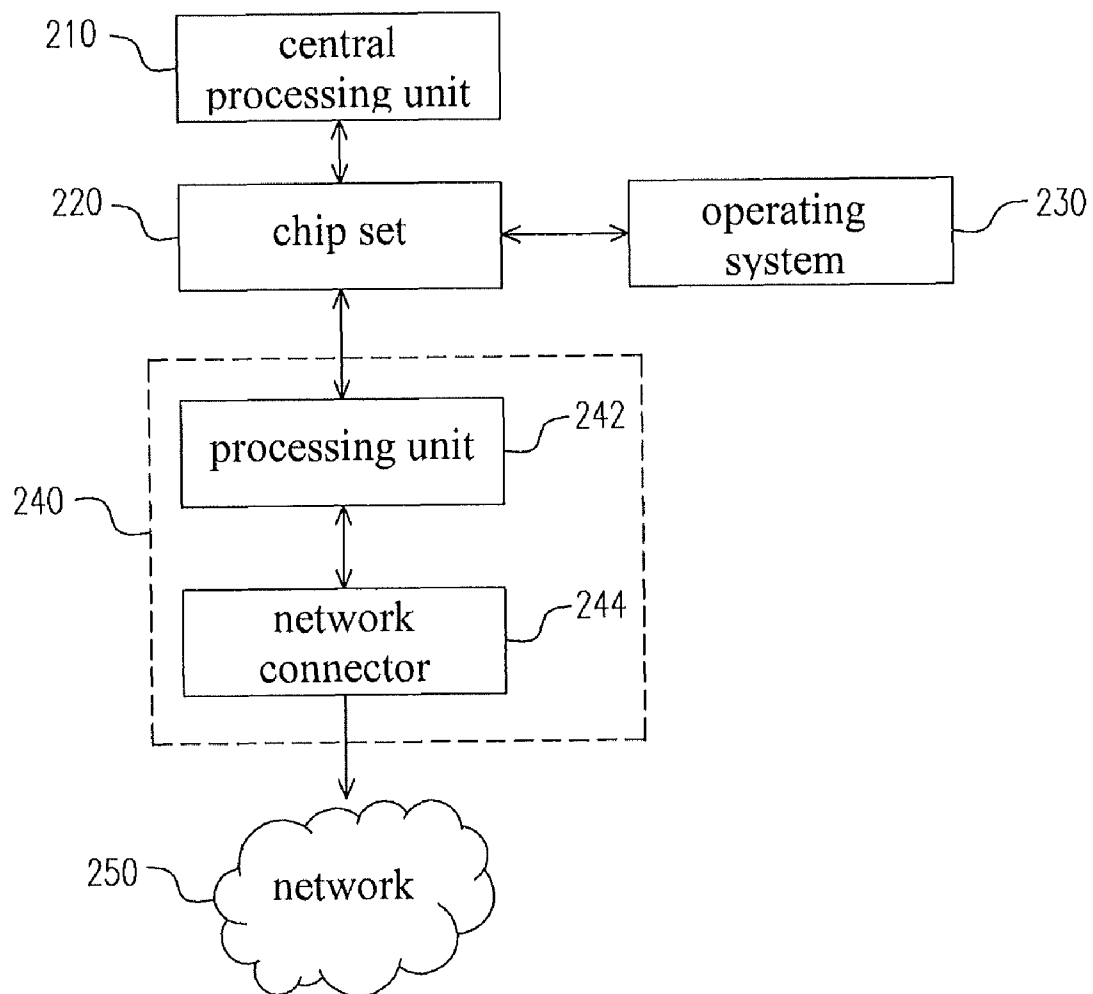 210
central
processing unit
220
chip set
operating
system
230
processing unit
242
240
network
connector
244
250
network